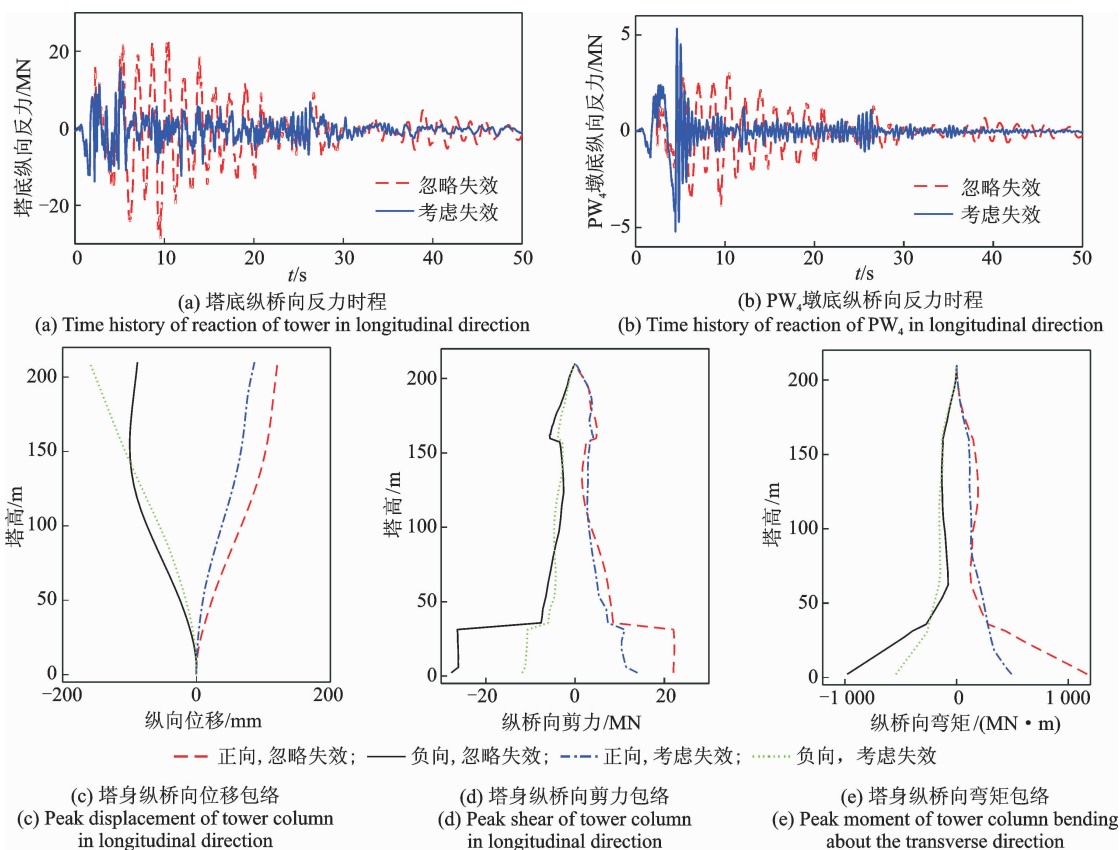 塔底纵向反力/MN
20
0
−20
忽略失效
考虑失效
0
10
20
30
40
50
t/s
(a) 塔底纵桥向反力时程
(a) Time history of reaction of tower in longitudinal direction
PW₄墩底纵向反力/MN
5
0
−5
忽略失效
考虑失效
0
10
20
30
40
50
t/s
(b) PW₄墩底纵桥向反力时程
(b) Time history of reaction of PW₄ in longitudinal direction
塔高/m
200
150
100
50
0
−200
0
200
纵向位移/mm
塔高/m
200
150
100
50
0
−20
0
20
纵桥向剪力/MN
塔高/m
200
150
100
50
0
−1 000
0
1 000
纵桥向弯矩/(MN·m)
正向,忽略失效; 负向,忽略失效; 正向,考虑失效; 负向，考虑失效
(c) 塔身纵桥向位移包络
(c) Peak displacement of tower column
in longitudinal direction
(d) 塔身纵桥向剪力包络
(d) Peak shear of tower column
in longitudinal direction
(e) 塔身纵桥向弯矩包络
(e) Peak moment of tower column bending
about the transverse direction